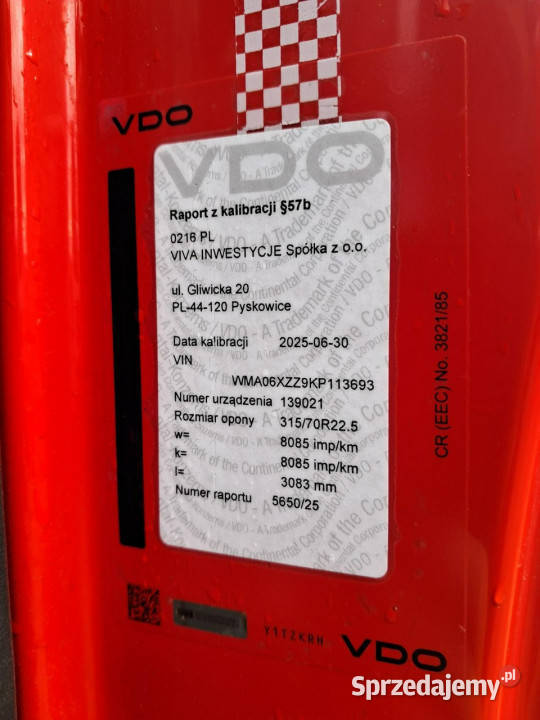 VDO
VDO
Raport z kalibracji §57b
0216 PL
VIVA INWESTYCJE Spółka z o.o.
ul. Gliwicka 20
PL-44-120 Pyskowice
Data kalibracji 2025-06-30
VIN
WMA06XZZ9KP113693
Numer urządzenia 139021
Rozmiar opony 315/70R22.5
w= 8085 imp/km
k= 8085 imp/km
l= 3083 mm
Numer raportu 5650/25
CR (EEC) No. 3821/85
Y1TZKRH
VDO
Sprzedajemy.pl